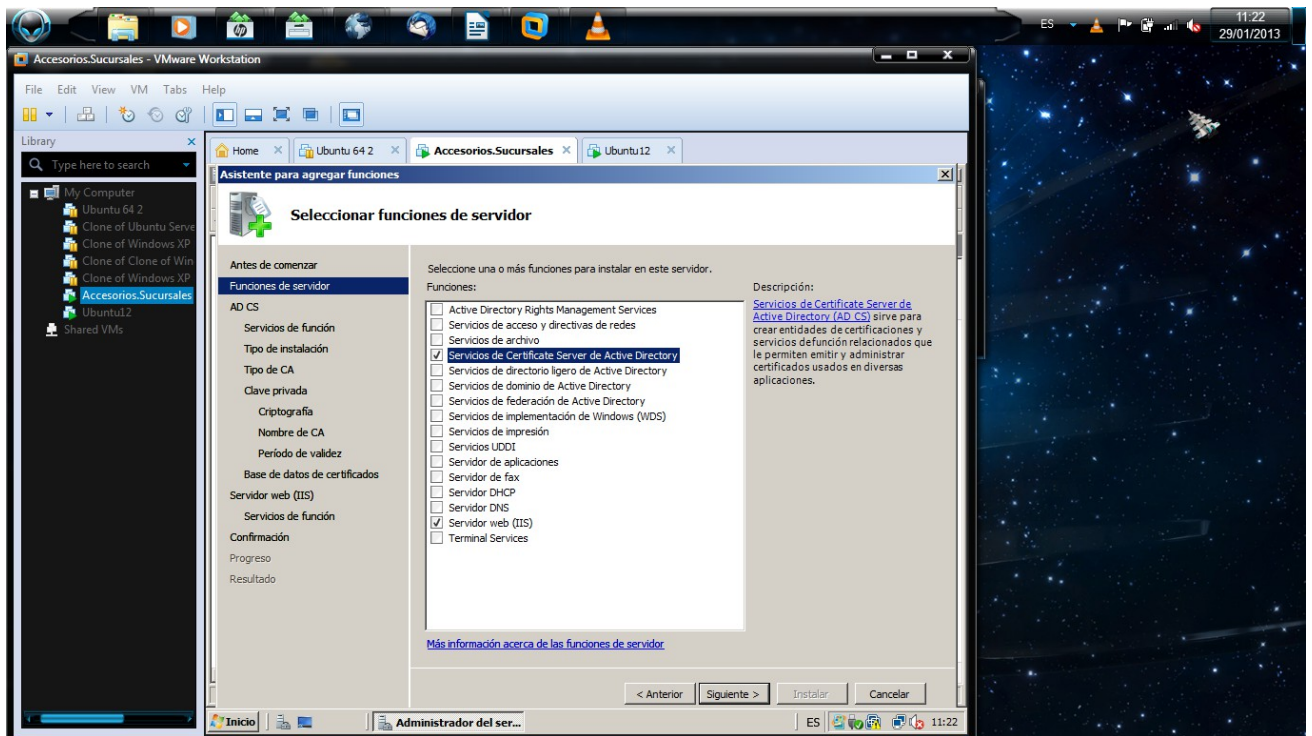 ES
11:22
29/01/2013
Accesorios.Sucursales - VMware Workstation
File Edit View VM Tabs Help
Library
Type here to search
My Computer
Ubuntu 64 2
Clone of Ubuntu Serve
Clone of Windows XP
Clone of Clone of Win
Clone of Windows XP
Accesorios.Sucursales
Ubuntu12
Shared VMs
Home
Ubuntu 64 2
Accesorios.Sucursales
Ubuntu12
Asistente para agregar funciones
Seleccionar funciones de servidor
Antes de comenzar
Funciones de servidor
AD CS
Servicios de función
Tipo de instalación
Tipo de CA
Clave privada
Criptografía
Nombre de CA
Período de validez
Base de datos de certificados
Servidor web (IIS)
Servicios de función
Confirmación
Progreso
Resultado
Seleccione una o más funciones para instalar en este servidor.
Funciones:
Active Directory Rights Management Services
Servicios de acceso y directivas de redes
Servicios de archivo
Servicios de Certificate Server de Active Directory
Servicios de directorio ligero de Active Directory
Servicios de dominio de Active Directory
Servicios de federación de Active Directory
Servicios de implementación de Windows (WDS)
Servicios de impresión
Servicios UDDI
Servidor de aplicaciones
Servidor de fax
Servidor DHCP
Servidor DNS
Servidor web (IIS)
Terminal Services
Descripción:
Servicios de Certificate Server de
Active Directory (AD CS) sirve para
crear entidades de certificaciones y
servicios defunción relacionados que
le permiten emitir y administrar
certificados usados en diversas
aplicaciones.
Más información acerca de las funciones de servidor
< Anterior
Siguiente >
Instalar
Cancelar
Inicio
Administrador del ser...
ES
11:22